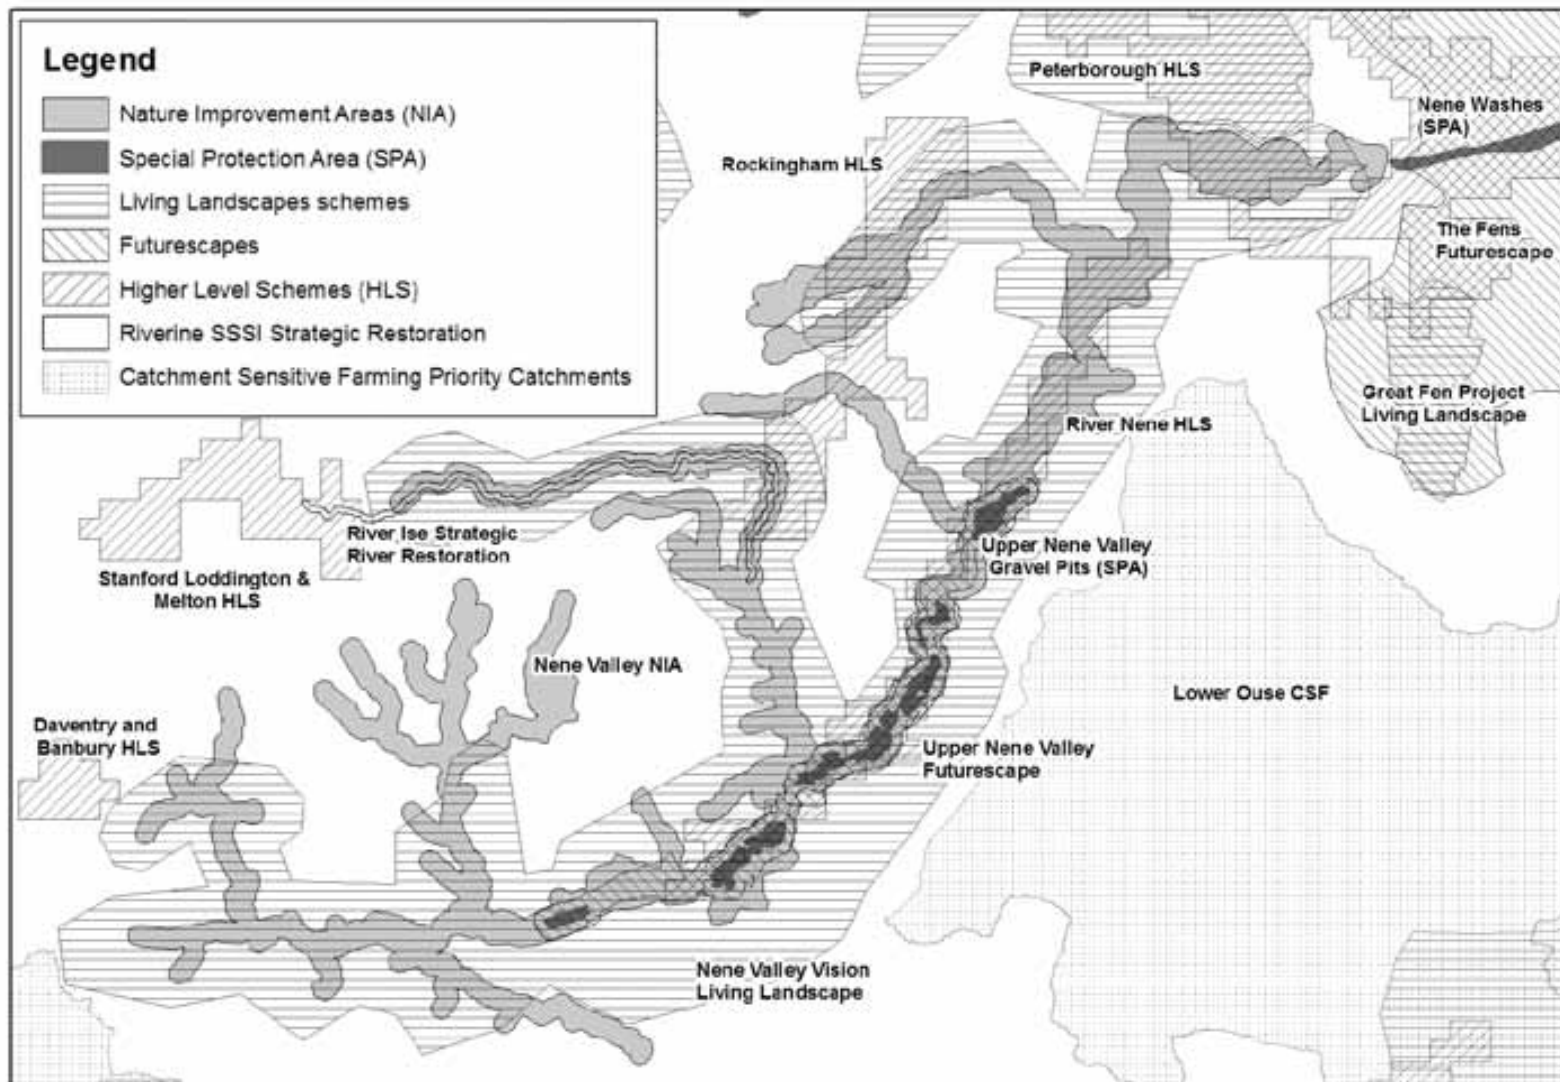 Legend
Nature Improvement Areas (NIA)
Special Protection Area (SPA)
Living Landscapes schemes
Futurescapes
Higher Level Schemes (HLS)
Riverine SSSI Strategic Restoration
Catchment Sensitive Farming Priority Catchments
Peterborough HLS
Nene Washes
(SPA)
Rockingham HLS
The Fens
Futurescape
Great Fen Project
Living Landscape
River Nene HLS
River Ise Strategic
River Restoration
Upper Nene Valley
Gravel Pits (SPA)
Stanford Loddington &
Melton HLS
Nene Valley NIA
Lower Ouse CSF
Daventry and
Banbury HLS
Upper Nene Valley
Futurescape
Nene Valley Vision
Living Landscape